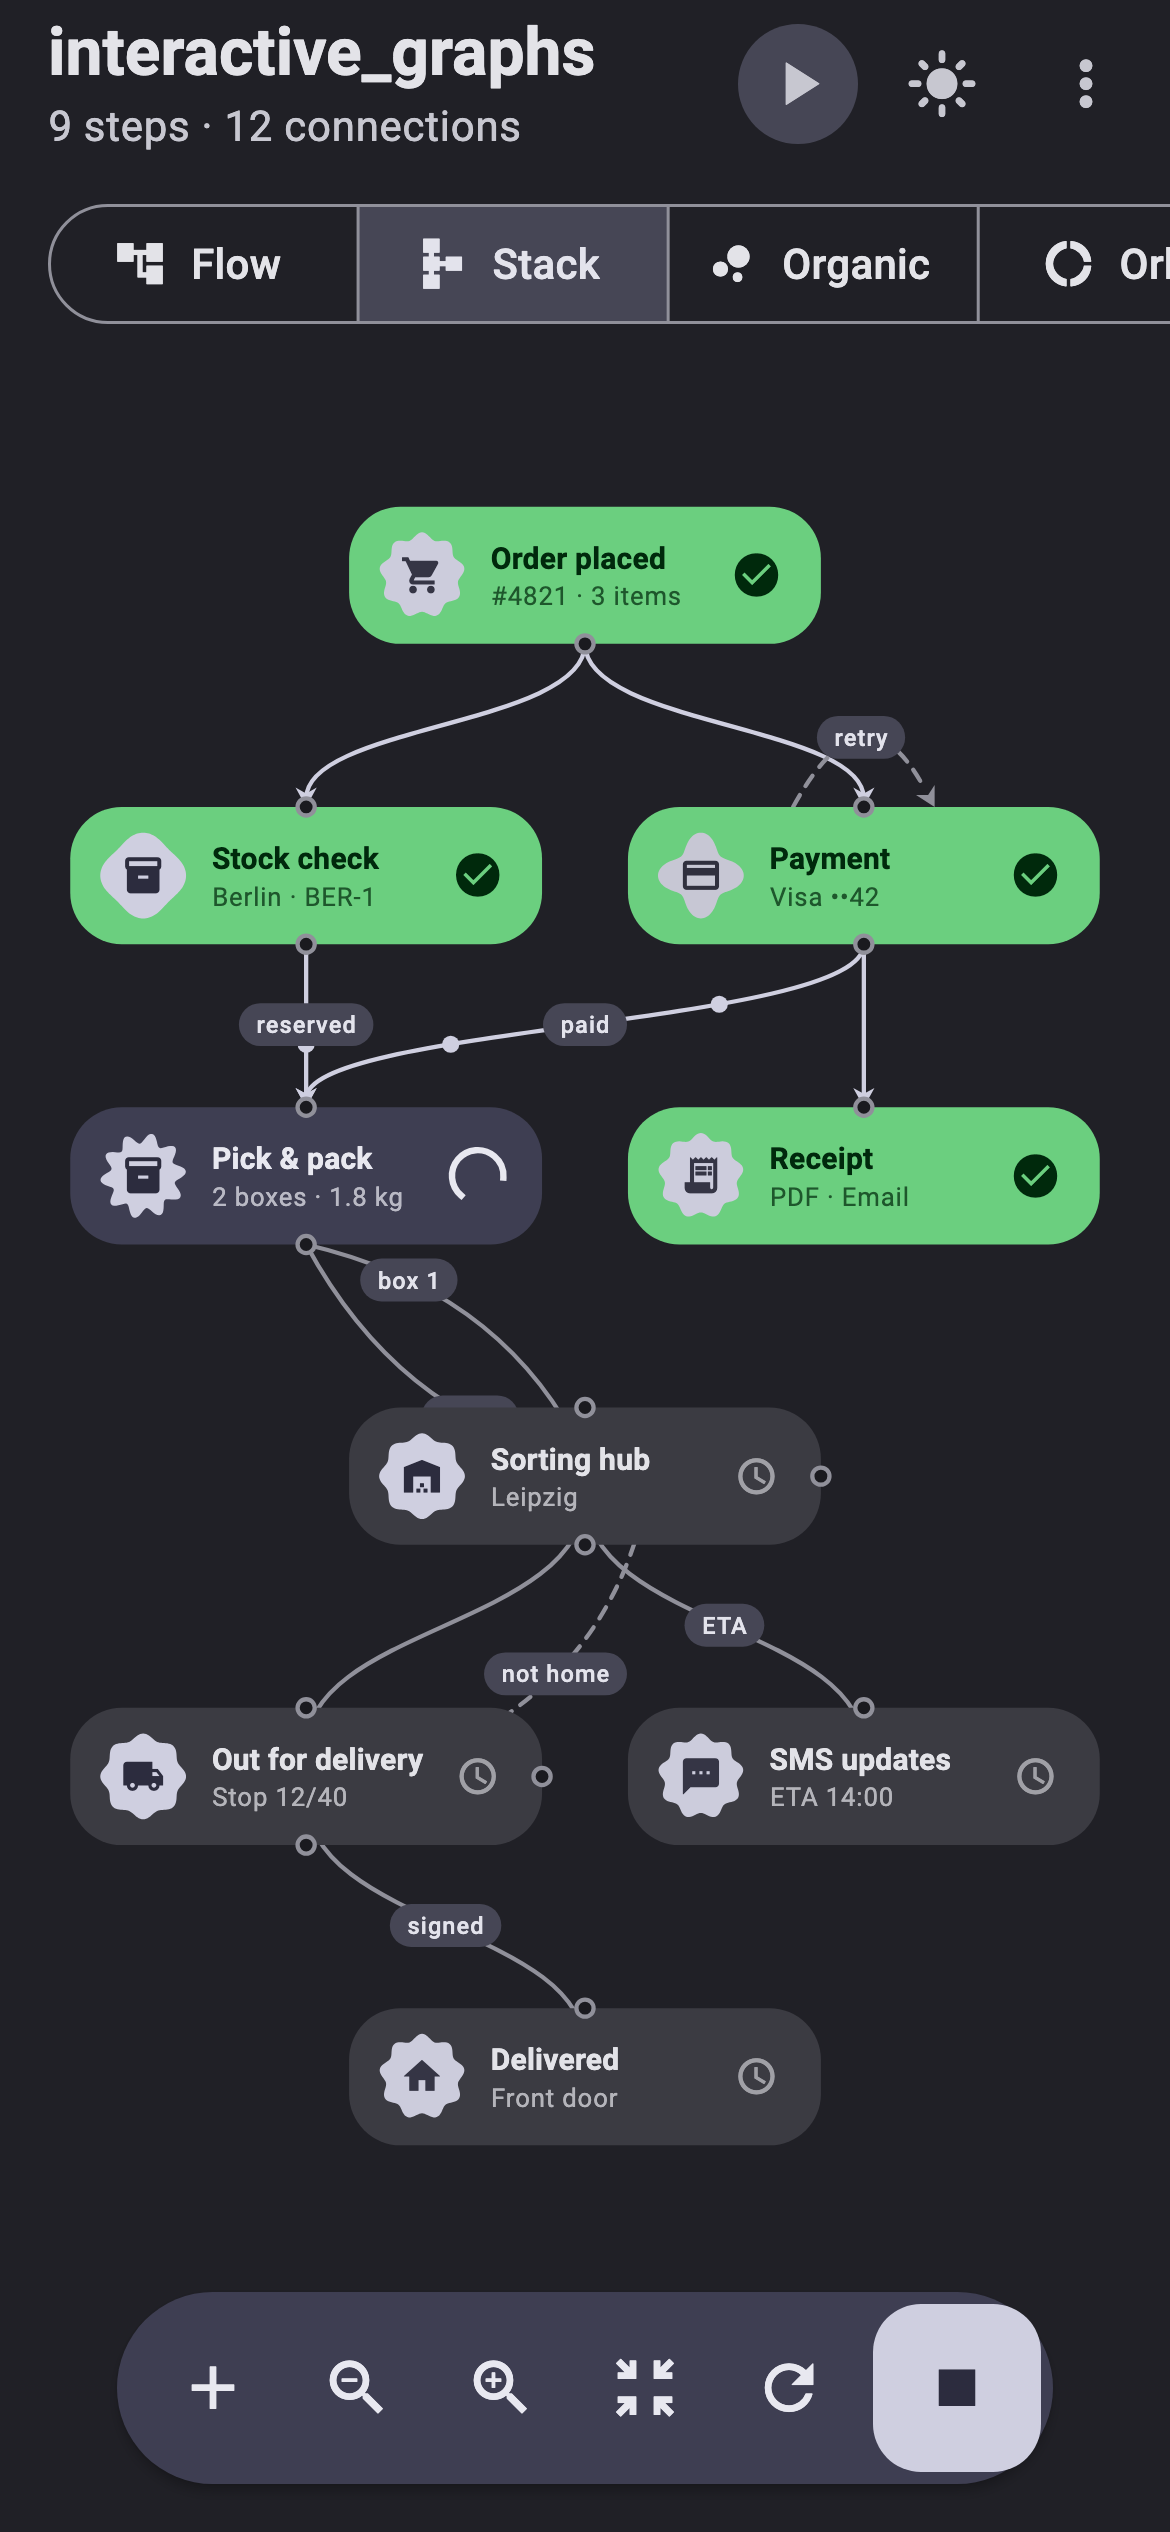 interactive_graphs
9 steps · 12 connections
Flow
Stack
Organic
Order placed
#4821 · 3 items
retry
Stock check
Berlin · BER-1
Payment
Visa ••42
reserved
paid
Pick & pack
2 boxes · 1.8 kg
Receipt
PDF · Email
box 1
Sorting hub
Leipzig
ETA
not home
Out for delivery
Stop 12/40
SMS updates
ETA 14:00
signed
Delivered
Front door